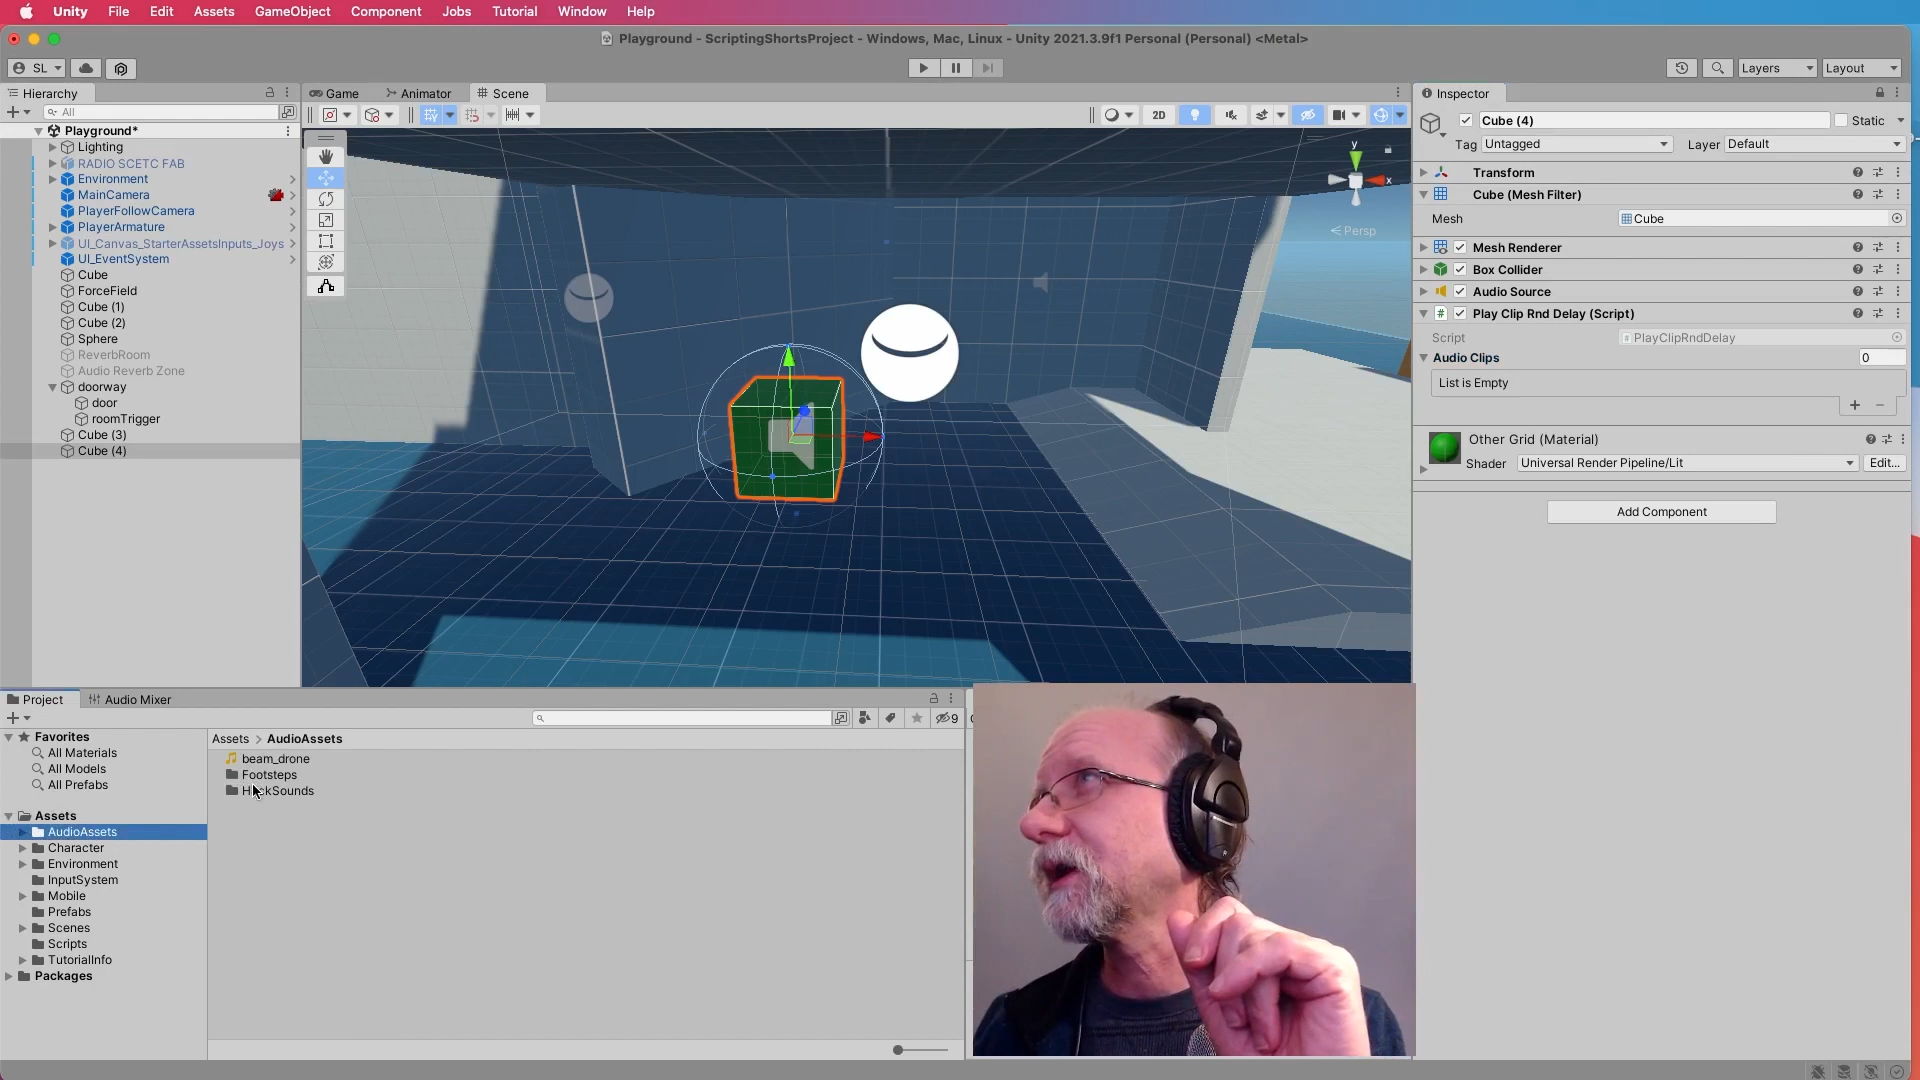 Unity File Edit Assets GameObject Component Jobs Tutorial Window Help
Playground - ScriptingShortsProject - Windows, Mac, Linux - Unity 2021.3.9f1 Personal (Personal) <Metal>
SL
Layers
Layout
Hierarchy
All
Playground*
Lighting
RADIO SCETC FAB
Environment
MainCamera
PlayerFollowCamera
PlayerArmature
UI_Canvas_StarterAssetsInputs_Joys
UI_EventSystem
Cube
ForceField
Cube (1)
Cube (2)
Sphere
ReverbRoom
Audio Reverb Zone
doorway
door
roomTrigger
Cube (3)
Cube (4)
Game Animator Scene
2D
y
x
Persp
Inspector
Cube (4) Static
Tag Untagged Layer Default
Transform
Cube (Mesh Filter)
Mesh Cube
Mesh Renderer
Box Collider
Audio Source
Play Clip Rnd Delay (Script)
Script PlayClipRndDelay
Audio Clips 0
List is Empty
Other Grid (Material)
Shader Universal Render Pipeline/Lit Edit...
Add Component
Project Audio Mixer
9
Favorites
All Materials
All Models
All Prefabs
Assets
AudioAssets
Character
Environment
InputSystem
Mobile
Prefabs
Scenes
Scripts
TutorialInfo
Packages
Assets > AudioAssets
beam_drone
Footsteps